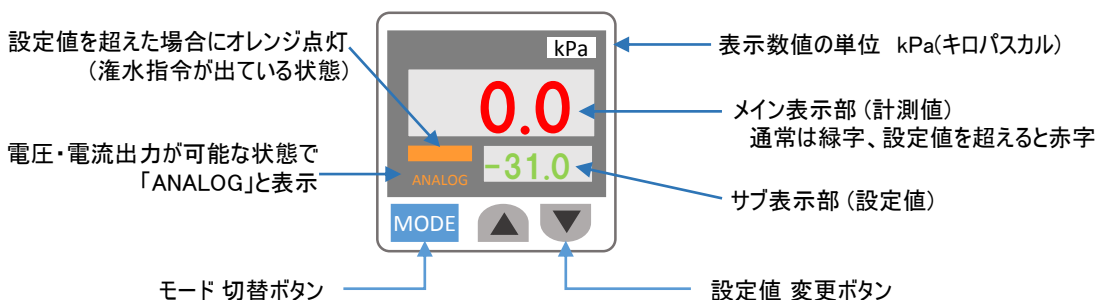 設定値を超えた場合にオレンジ点灯
(潅水指令が出ている状態)
kPa
表示数値の単位 kPa(キロパスカル)
0.0
メイン表示部 (計測値)
通常は緑字、設定値を超えると赤字
電圧・電流出力が可能な状態で
「ANALOG」と表示
ANALOG
-31.0
サブ表示部 (設定値)
MODE
モード 切替ボタン
設定値 変更ボタン